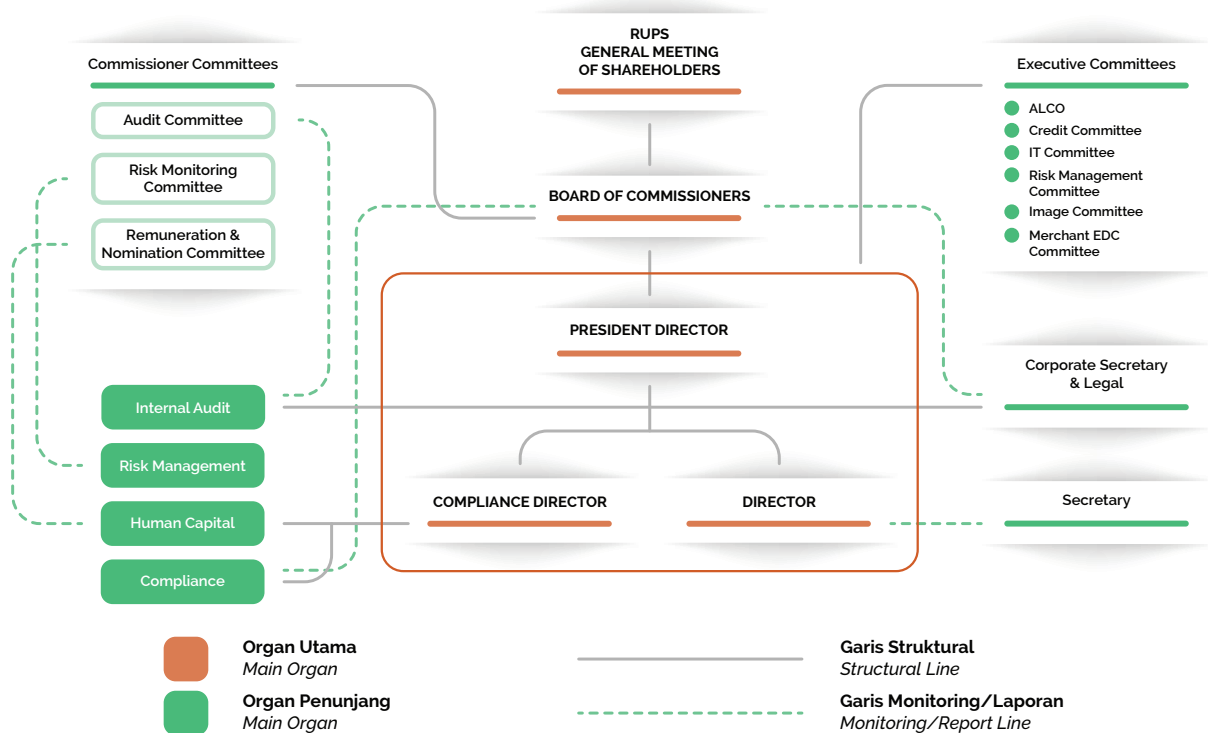 Commissioner Committees
Audit Committee
Risk Monitoring
Committee
Remuneration &
Nomination Committee
RUPS
GENERAL MEETING
OF SHAREHOLDERS
BOARD OF COMMISSIONERS
PRESIDENT DIRECTOR
COMPLIANCE DIRECTOR
DIRECTOR
Executive Committees
ALCO
Credit Committee
IT Committee
Risk Management
Committee
Image Committee
Merchant EDC
Committee
Corporate Secretary
& Legal
Secretary
Internal Audit
Risk Management
Human Capital
Compliance
Organ Utama
Main Organ
Organ Penunjang
Main Organ
Garis Struktural
Structural Line
Garis Monitoring/Laporan
Monitoring/Report Line